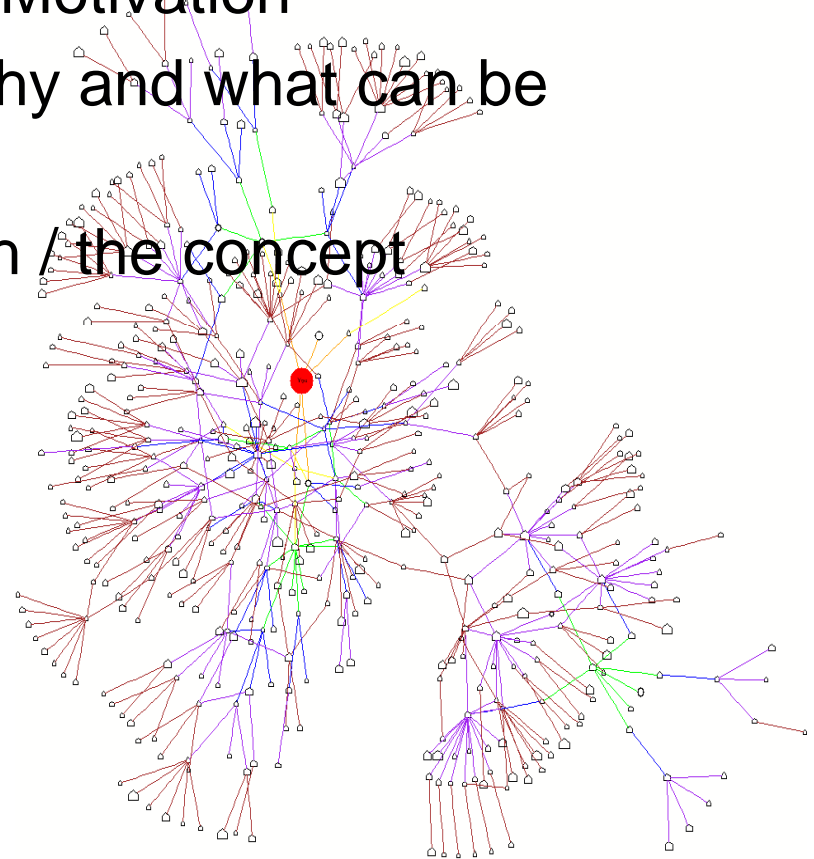 Motivation
hy and what can be
n / the concept